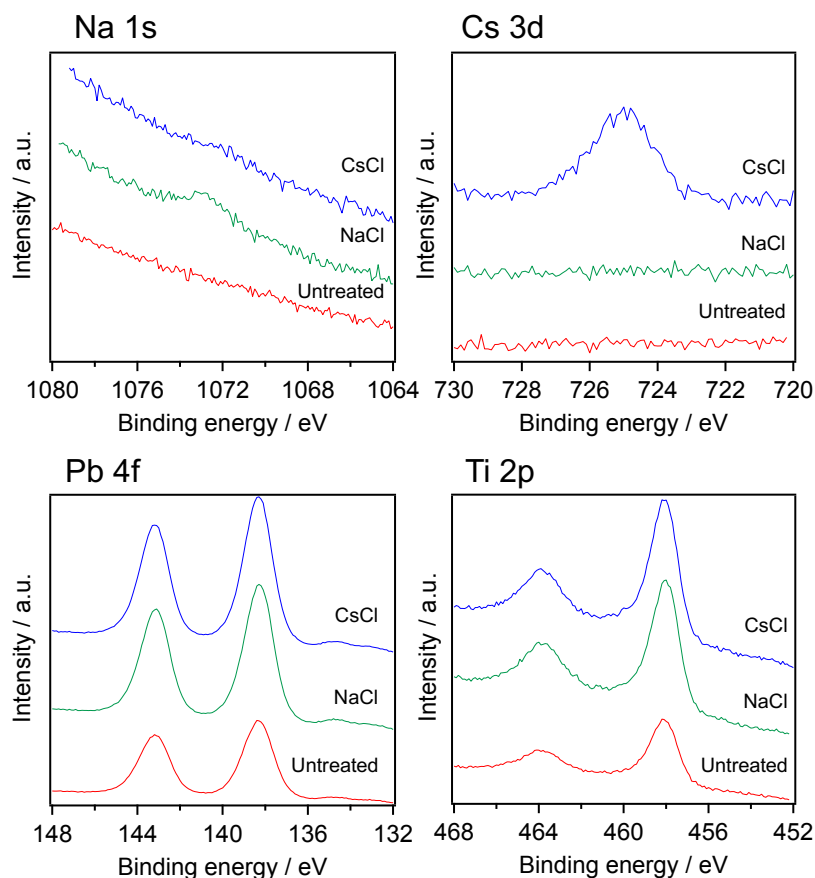 Na 1s
Intensity / a.u.
CsCl
NaCl
Untreated
1080 1076 1072 1068 1064
Binding energy / eV
Cs 3d
Intensity / a.u.
CsCl
NaCl
Untreated
730 728 726 724 722 720
Binding energy / eV
Pb 4f
Intensity / a.u.
CsCl
NaCl
Untreated
148 144 140 136 132
Binding energy / eV
Ti 2p
Intensity / a.u.
CsCl
NaCl
Untreated
468 464 460 456 452
Binding energy / eV